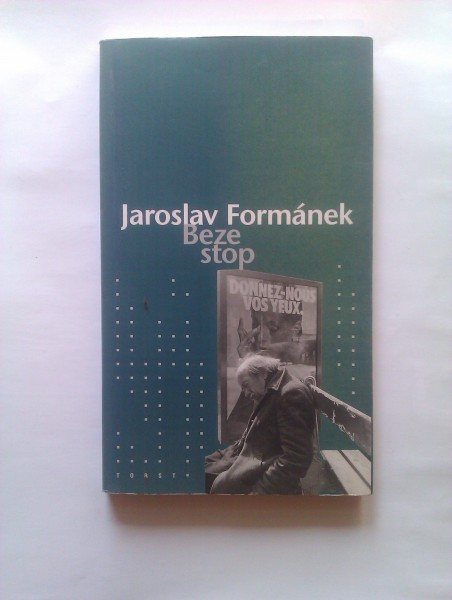 Jaroslav Formánek
Beze
stop
DONNEZ-NOUS
VOS YEUX.
TORST